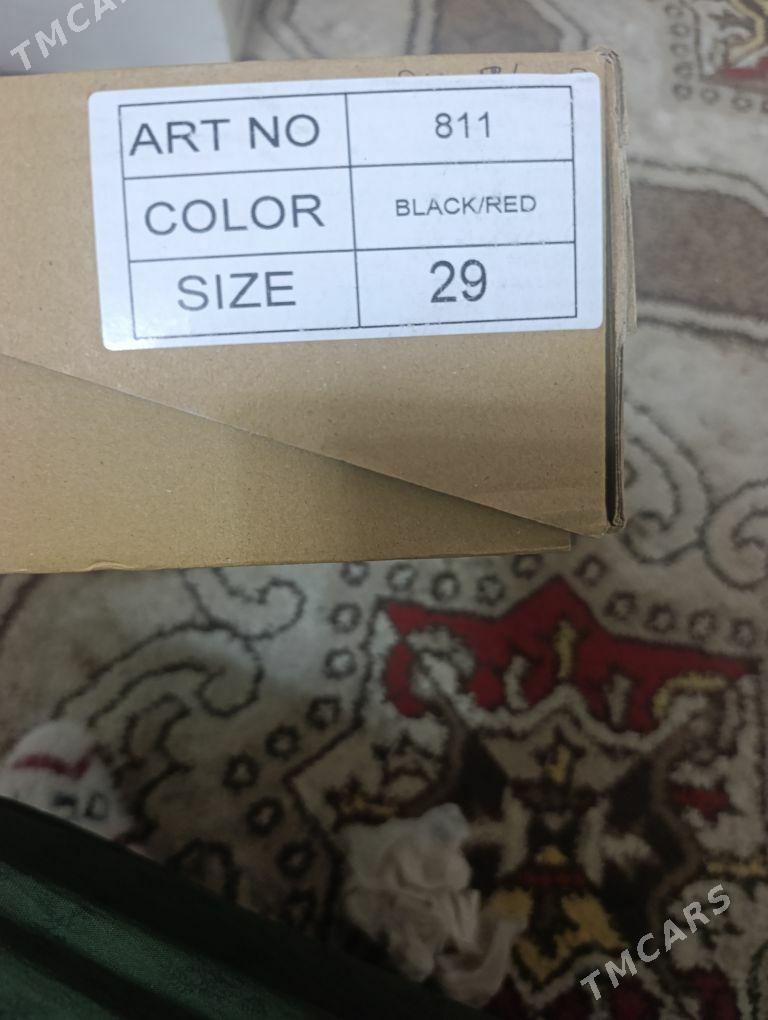 TMCARS
ART NO 811
COLOR BLACK/RED
SIZE 29
TMCARS